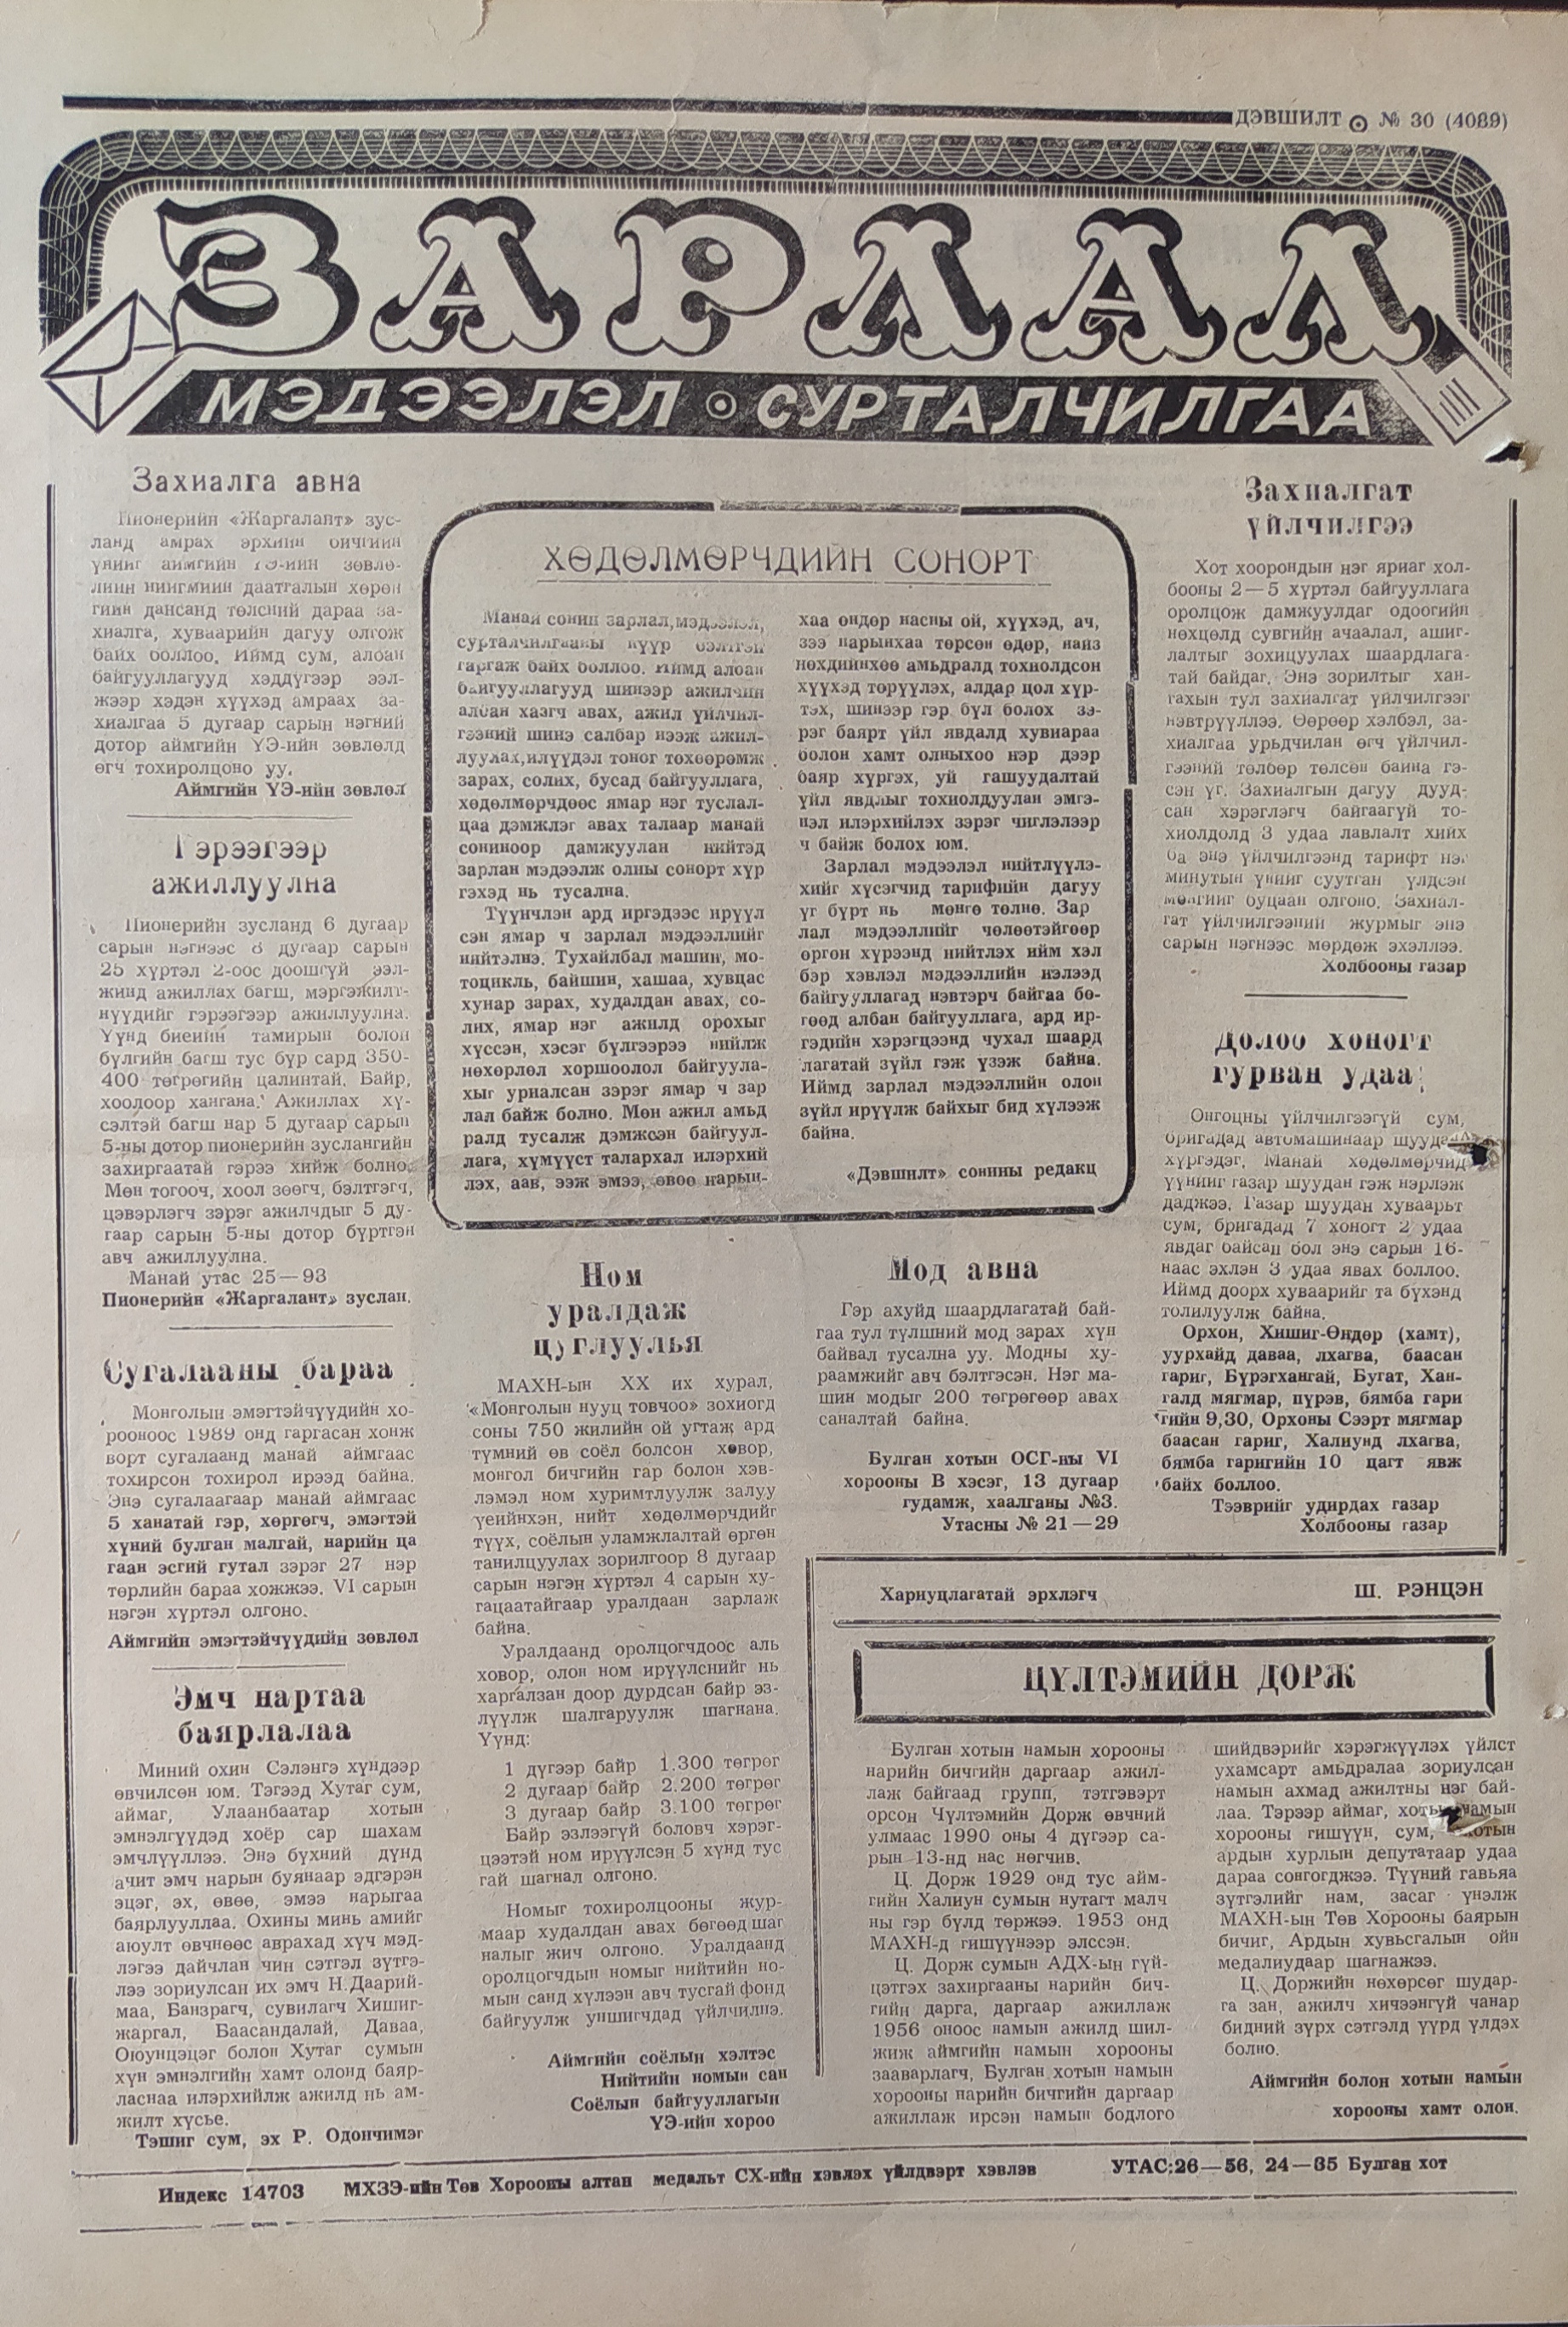 ДЭВШИЛТ № 30 (4089)
ЗАРЛАЛ
МЭДЭЭЛЭЛ СУРТАЛЧИЛГАА
Захиалга авна
Пионерийн «Жаргалант» зус-
ланд амрах эрхийн бичгийн
үнийг аймгийн ҮЭ-ийн зөвлө-
лийн нийгмийн даатгалын хөрөн
гийн дансанд төлсний дараа за-
хиалга, хуваарийн дагуу олгож
байх боллоо. Иймд сум, албан
байгууллагууд хэддүгээр ээл-
жээр хэдэн хүүхэд амраах за-
хиалгаа 5 дугаар сарын нэгний
дотор аймгийн ҮЭ-ийн зөвлөлд
өгч тохиролцоно уу.
Аймгийн ҮЭ-ийн зөвлөл
Гэрээгээр
ажиллуулна
Пионерийн зусланд 6 дугаар
сарын нэгнээс 8 дугаар сарын
25 хүртэл 2-оос доошгүй ээл-
жинд ажиллах багш, мэргэжилт-
нүүдийг гэрээгээр ажиллуулна.
Үүнд биеийн тамирын болон
бүлгийн багш тус бүр сард 350-
400 төгрөгийн цалинтай. Байр,
хоолоор хангана. Ажиллах хү-
сэлтэй багш нар 5 дугаар сарын
5-ны дотор пионерийн зуслангийн
захиргаатай гэрээ хийж болно.
Мөн тогооч, хоол зөөгч, бэлтгэгч,
цэвэрлэгч зэрэг ажилчдыг 5 ду-
гаар сарын 5-ны дотор бүртгэн
авч ажиллуулна.
Манай утас 25—93
Пионерийн «Жаргалант» зуслан.
Сугалааны бараа
Монголын эмэгтэйчүүдийн хо-
рооноос 1989 онд гаргасан хонж
ворт сугалаанд манай аймгаас
тохирсон тохирол ирээд байна.
Энэ сугалаагаар манай аймгаас
5 ханатай гэр, хөргөгч, эмэгтэй
хүний булган малгай, нарийн ца
гаан эсгий гутал зэрэг 27 нэр
төрлийн бараа хожжээ. VI сарын
нэгэн хүртэл олгоно.
Аймгийн эмэгтэйчүүдийн зөвлөл
Эмч нартаа
баярлалаа
Миний охин Сэлэнгэ хүндээр
өвчилсөн юм. Тэгээд Хутаг сум,
аймаг, Улаанбаатар хотын
эмнэлгүүдэд хоёр сар шахам
эмчлүүллээ. Энэ бүхний дүнд
ачит эмч нарын буянаар эдгэрэн
эцэг, эх, өвөө, эмээ нарыгаа
баярлууллаа. Охины минь амийг
аюулт өвчнөөс аврахад хүч мэд-
лэгээ дайчлан чин сэтгэл зүтгэ-
лээ зориулсан их эмч Н.Даарий-
маа, Банзрагч, сувилагч Хишиг-
жаргал, Баасандалай, Даваа,
Оюунцэцэг болон Хутаг сумын
хүн эмнэлгийн хамт олонд баяр-
ласнаа илэрхийлж ажилд нь ам-
жилт хүсье.
Тэшиг сум, эх Р. Одончимэг
ХӨДӨЛМӨРЧДИЙН СОНОРТ
Манай сонин зарлал, мэдээлэл,
сурталчилгааны нүүр бэлтгэн
гаргаж байх боллоо. Иймд албан
байгууллагууд шинээр ажилчин
албан хаагч авах, ажил үйлчил-
гээний шинэ салбар нээж ажил-
луулах, илүүдэл тоног төхөөрөмж
зарах, солих, бусад байгууллага,
хөдөлмөрчдөөс ямар нэг туслал-
цаа дэмжлэг авах талаар манай
сониноор дамжуулан нийтэд
зарлан мэдээлж олны сонорт хүр
гэхэд нь тусална.
Түүнчлэн ард иргэдээс ирүүл
сэн ямар ч зарлал мэдээллийг
нийтэлнэ. Тухайлбал машин, мо-
тоцикль, байшин, хашаа, хувцас
хунар зарах, худалдан авах, со-
лих, ямар нэг ажилд орохыг
хүссэн, хэсэг бүлгээрээ нийлж
нөхөрлөл хоршоолол байгуула-
хыг уриалсан зэрэг ямар ч зар
лал байж болно. Мөн ажил амьд
ралд тусалж дэмжсэн байгуул-
лага, хүмүүст талархал илэрхий
лэх, аав, ээж эмээ, өвөө нарын-
хаа өндөр насны ой, хүүхэд, ач,
зээ нарынхаа төрсөн өдөр, найз
нөхдийнхөө амьдралд тохиолдсон
хүүхэд төрүүлэх, алдар цол хүр-
тэх, шинээр гэр бүл болох зэ-
рэг баярт үйл явдалд хувиараа
болон хамт олныхоо нэр дээр
баяр хүргэх, уй гашуудалтай
үйл явдлыг тохиолдуулан эмгэ-
нэл илэрхийлэх зэрэг чиглэлээр
ч байж болох юм.
Зарлал мэдээлэл нийтлүүлэ-
хийг хүсэгчид тарифийн дагуу
үг бүрт нь мөнгө төлнө. Зар
лал мэдээллийг чөлөөтэйгөөр
өргөн хүрээнд нийтлэх ийм хэл
бэр хэвлэл мэдээллийн нэлээд
байгууллагад нэвтэрч байгаа бө-
гөөд албан байгууллага, ард ир-
гэдийн хэрэгцээнд чухал шаард
лагатай зүйл гэж үзэж байна.
Иймд зарлал мэдээллийн олон
зүйл ирүүлж байхыг бид хүлээж
байна.
«Дэвшилт» сонины редакц
Захиалгат
үйлчилгээ
Хот хоорондын нэг яриаг хол-
бооны 2—5 хүртэл байгууллага
оролцож дамжуулдаг одоогийн
нөхцөлд сувгийн ачаалал, ашиг-
лалтыг зохицуулах шаардлага-
тай байдаг. Энэ зорилтыг хан-
гахын тул захиалгат үйлчилгээг
нэвтрүүллээ. Өөрөөр хэлбэл, за-
хиалгаа урьдчилан өгч үйлчил-
гээний төлбөр төлсөн байна гэ-
сэн үг. Захиалгын дагуу дууд-
сан хэрэглэгч байгаагүй то-
хиолдолд 3 удаа лавлалт хийх
ба энэ үйлчилгээнд тарифт нэг
минутын үнийг суутган үлдсэн
мөнгийг буцаан олгоно. Захиал-
гат үйлчилгээний журмыг энэ
сарын нэгнээс мөрдөж эхэллээ.
Холбооны газар
Долоо хоногт
гурван удаа
Онгоцны үйлчилгээгүй сум,
бригадад автомашинаар шуудан
хүргэдэг. Манай хөдөлмөрчид
үүнийг газар шуудан гэж нэрлэж
даджээ. Газар шуудан хуваарьт
сум, бригадад 7 хоногт 2 удаа
явдаг байсан бол энэ сарын 16-
наас эхлэн 3 удаа явах боллоо.
Иймд доорх хуваарийг та бүхэнд
толилуулж байна.
Орхон, Хишиг-Өндөр (хамт),
уурхайд даваа, лхагва, баасан
гариг, Бүрэгхангай, Бугат, Хан-
галд мягмар, пүрэв, бямба гари
гийн 9,30, Орхоны Сээрт мягмар
баасан гариг, Халиунд лхагва,
бямба гаригийн 10 цагт явж
байх боллоо.
Тээврийг удирдах газар
Холбооны газар
Ном
уралдаж
цуглуулъя
МАХН-ын XX их хурал,
«Монголын нууц товчоо» зохиогд
соны 750 жилийн ой угтаж ард
түмний өв соёл болсон ховор,
монгол бичгийн гар болон хэв-
лэмэл ном хуримтлуулж залуу
үеийнхэн, нийт хөдөлмөрчдийг
түүх, соёлын уламжлалтай өргөн
танилцуулах зорилгоор 8 дугаар
сарын нэгэн хүртэл 4 сарын ху-
гацаатайгаар уралдаан зарлаж
байна.
Уралдаанд оролцогчдоос аль
ховор, олон ном ирүүлснийг нь
харгалзан доор дурдсан байр эз-
лүүлж шалгаруулж шагнана.
Үүнд:
1 дүгээр байр 1.300 төгрөг
2 дугаар байр 2.200 төгрөг
3 дугаар байр 3.100 төгрөг
Байр эзлээгүй боловч хэрэг-
цээтэй ном ирүүлсэн 5 хүнд тус
гай шагнал олгоно.
Номыг тохиролцооны жур-
маар худалдан авах бөгөөд шаг
налыг жич олгоно. Уралдаанд
оролцогчдын номыг нийтийн но-
мын санд хүлээн авч тусгай фонд
байгуулж уншигчдад үйлчилнэ.
Аймгийн соёлын хэлтэс
Нийтийн номын сан
Соёлын байгууллагын
ҮЭ-ийн хороо
Мод авна
Гэр ахуйд шаардлагатай бай-
гаа тул түлшний мод зарах хүн
байвал тусална уу. Модны ху-
раамжийг авч бэлтгэсэн. Нэг ма-
шин модыг 200 төгрөгөөр авах
саналтай байна.
Булган хотын ОСГ-ны VI
хорооны В хэсэг, 13 дугаар
гудамж, хаалганы №3.
Утасны № 21—29
Хариуцлагатай эрхлэгч Ш. РЭНЦЭН
ЦҮЛТЭМИЙН ДОРЖ
Булган хотын намын хорооны
нарийн бичгийн даргаар ажил-
лаж байгаад групп, тэтгэвэрт
орсон Чүлтэмийн Дорж өвчний
улмаас 1990 оны 4 дүгээр са-
рын 13-нд нас нөгчив.
Ц. Дорж 1929 онд тус айм-
гийн Халиун сумын нутагт малч
ны гэр бүлд төржээ. 1953 онд
МАХН-д гишүүнээр элссэн.
Ц. Дорж сумын АДХ-ын гүй-
цэтгэх захиргааны нарийн бич-
гийн дарга, даргаар ажиллаж
1956 оноос намын ажилд шил-
жиж аймгийн намын хорооны
зааварлагч, Булган хотын намын
хорооны нарийн бичгийн даргаар
ажиллаж ирсэн намын бодлого
шийдвэрийг хэрэгжүүлэх үйлст
ухамсарт амьдралаа зориулсан
намын ахмад ажилтны нэг бай-
лаа. Тэрээр аймаг, хотын намын
хорооны гишүүн, сум, хотын
ардын хурлын депутатаар удаа
дараа сонгогджээ. Түүний гавьяа
зүтгэлийг нам, засаг үнэлж
МАХН-ын Төв Хорооны баярын
бичиг, Ардын хувьсгалын ойн
медалиудаар шагнажээ.
Ц. Доржийн нөхөрсөг шудар-
га зан, ажилч хичээнгүй чанар
бидний зүрх сэтгэлд үүрд үлдэх
болно.
Аймгийн болон хотын намын
хорооны хамт олон.
Индекс 14703 МХЗЭ-ийн Төв Хорооны алтан медальт СХ-ийн хэвлэх үйлдвэрт хэвлэв УТАС:26—56, 24—65 Булган хот